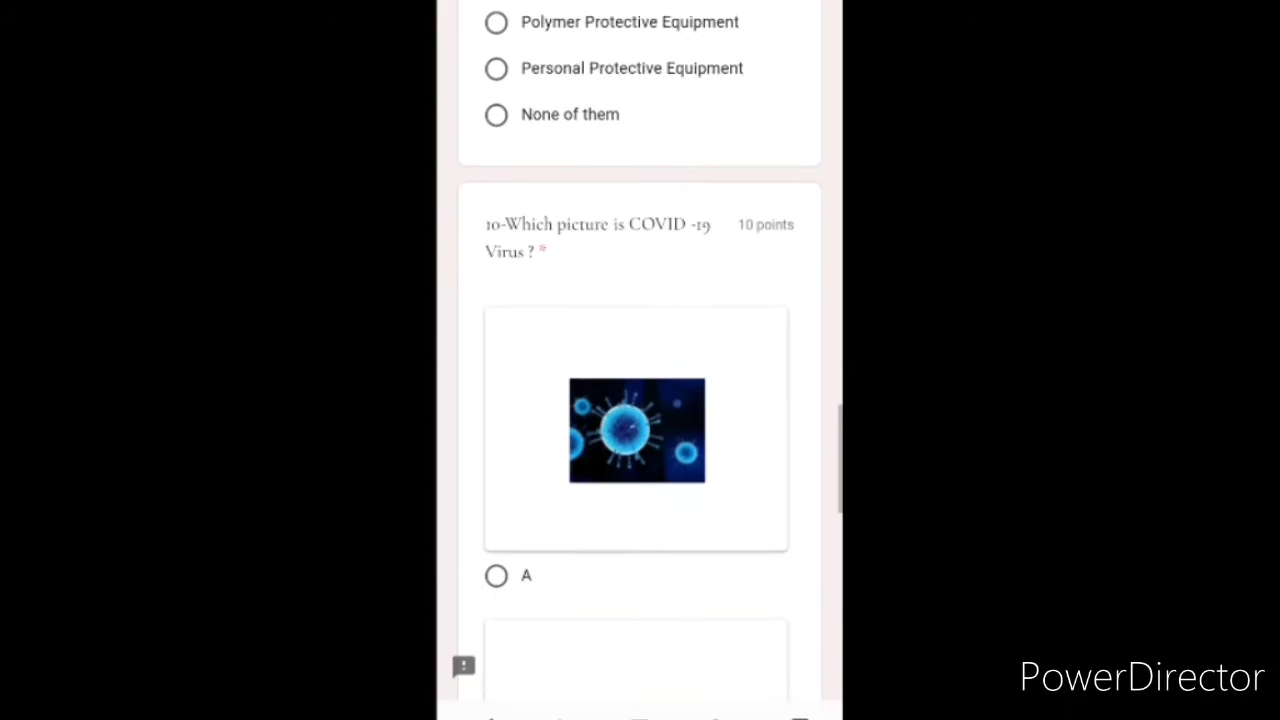 Polymer Protective Equipment
Personal Protective Equipment
None of them
10-Which picture is COVID -19
10 points
Virus ? *
A
PowerDirector